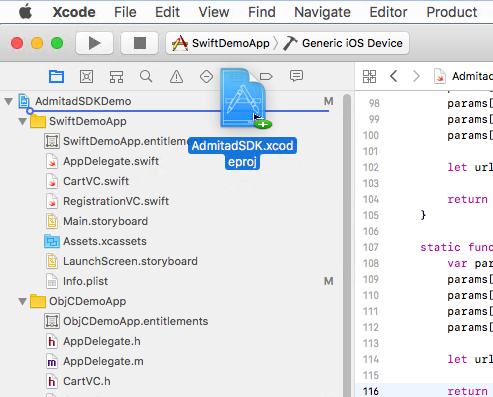 Xcode File Edit View Find Navigate Editor Product
SwiftDemoApp Generic iOS Device
Admitad
AdmitadSDKDemo M
SwiftDemoApp
SwiftDemoApp.entitlem
AppDelegate.swift
CartVC.swift
RegistrationVC.swift
Main.storyboard
Assets.xcassets
LaunchScreen.storyboard
Info.plist M
ObjCDemoApp
ObjCDemoApp.entitlements
AppDelegate.h
AppDelegate.m
CartVC.h
AdmitadSDK.xcod
eproj
98 params[
99 params[
100 params[
101
102 let url
103
104 return
105 }
106
107 static func
108 var par
109 params[
110 params[
111 params[
112 params[
113
114 let url
115
116 return